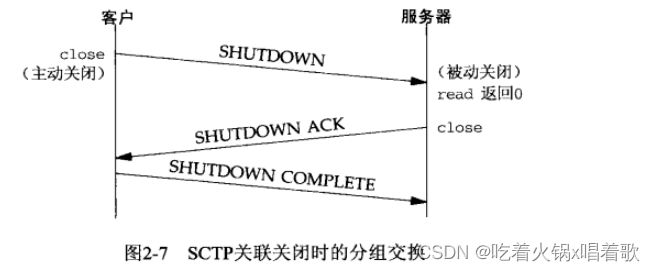 客户
服务器
close
（主动关闭）
SHUTDOWN
（被动关闭）
read 返回0
SHUTDOWN ACK
close
SHUTDOWN COMPLETE
图2-7 SCTP关联关闭时的分组交换
CSDN @吃着火锅x唱着歌